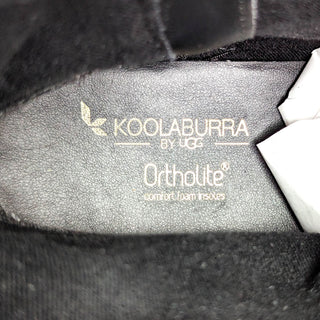 KOOLABURRA
BY UGG
Ortholite®
comfort foam insoles